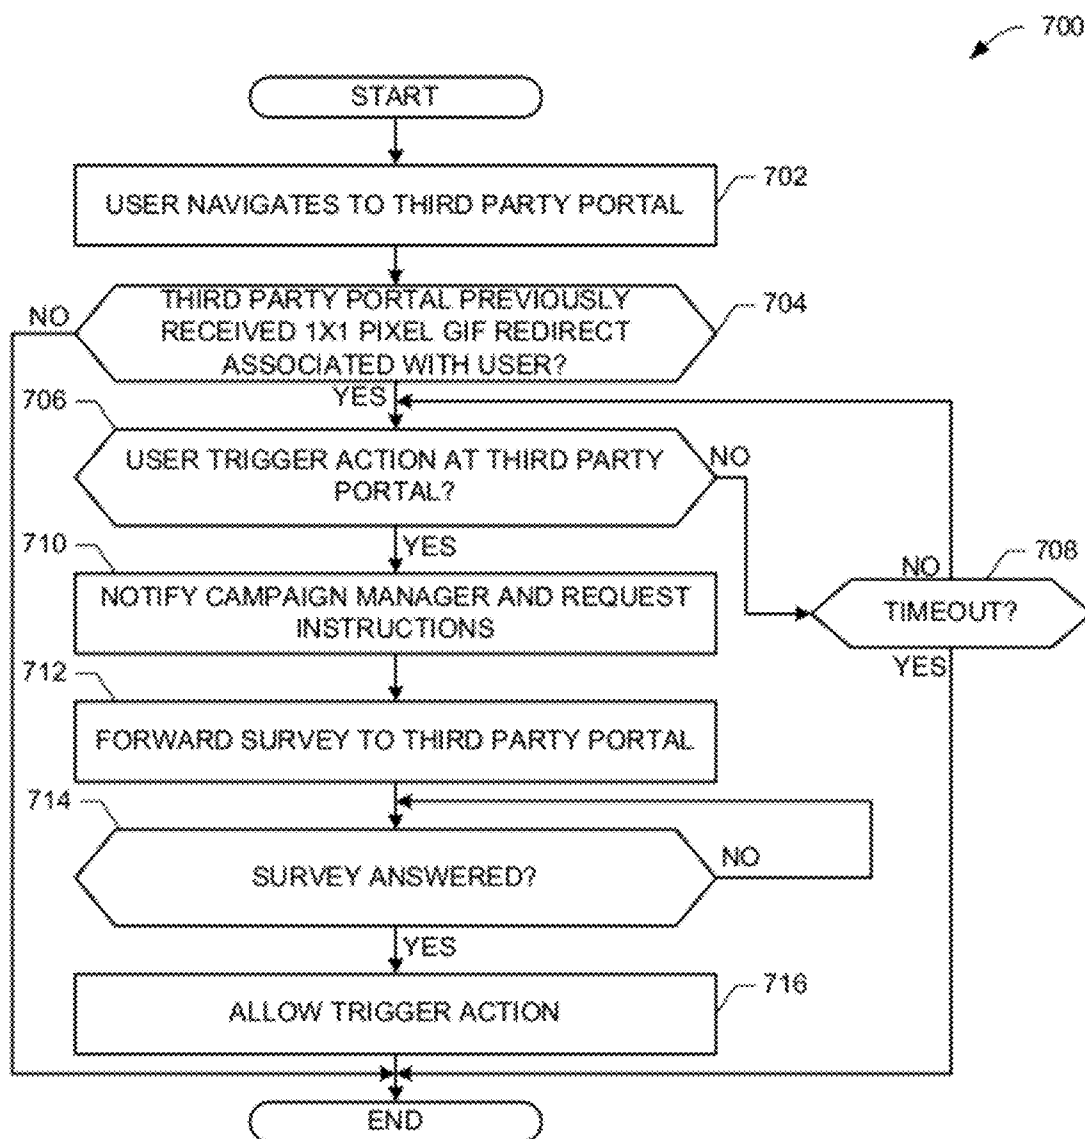 700
START
702
USER NAVIGATES TO THIRD PARTY PORTAL
NO
THIRD PARTY PORTAL PREVIOUSLY
RECEIVED 1X1 PIXEL GIF REDIRECT
ASSOCIATED WITH USER?
704
YES
706
USER TRIGGER ACTION AT THIRD PARTY
PORTAL?
NO
YES
708
NO
TIMEOUT?
YES
710
NOTIFY CAMPAIGN MANAGER AND REQUEST
INSTRUCTIONS
712
FORWARD SURVEY TO THIRD PARTY PORTAL
714
SURVEY ANSWERED?
NO
YES
716
ALLOW TRIGGER ACTION
END